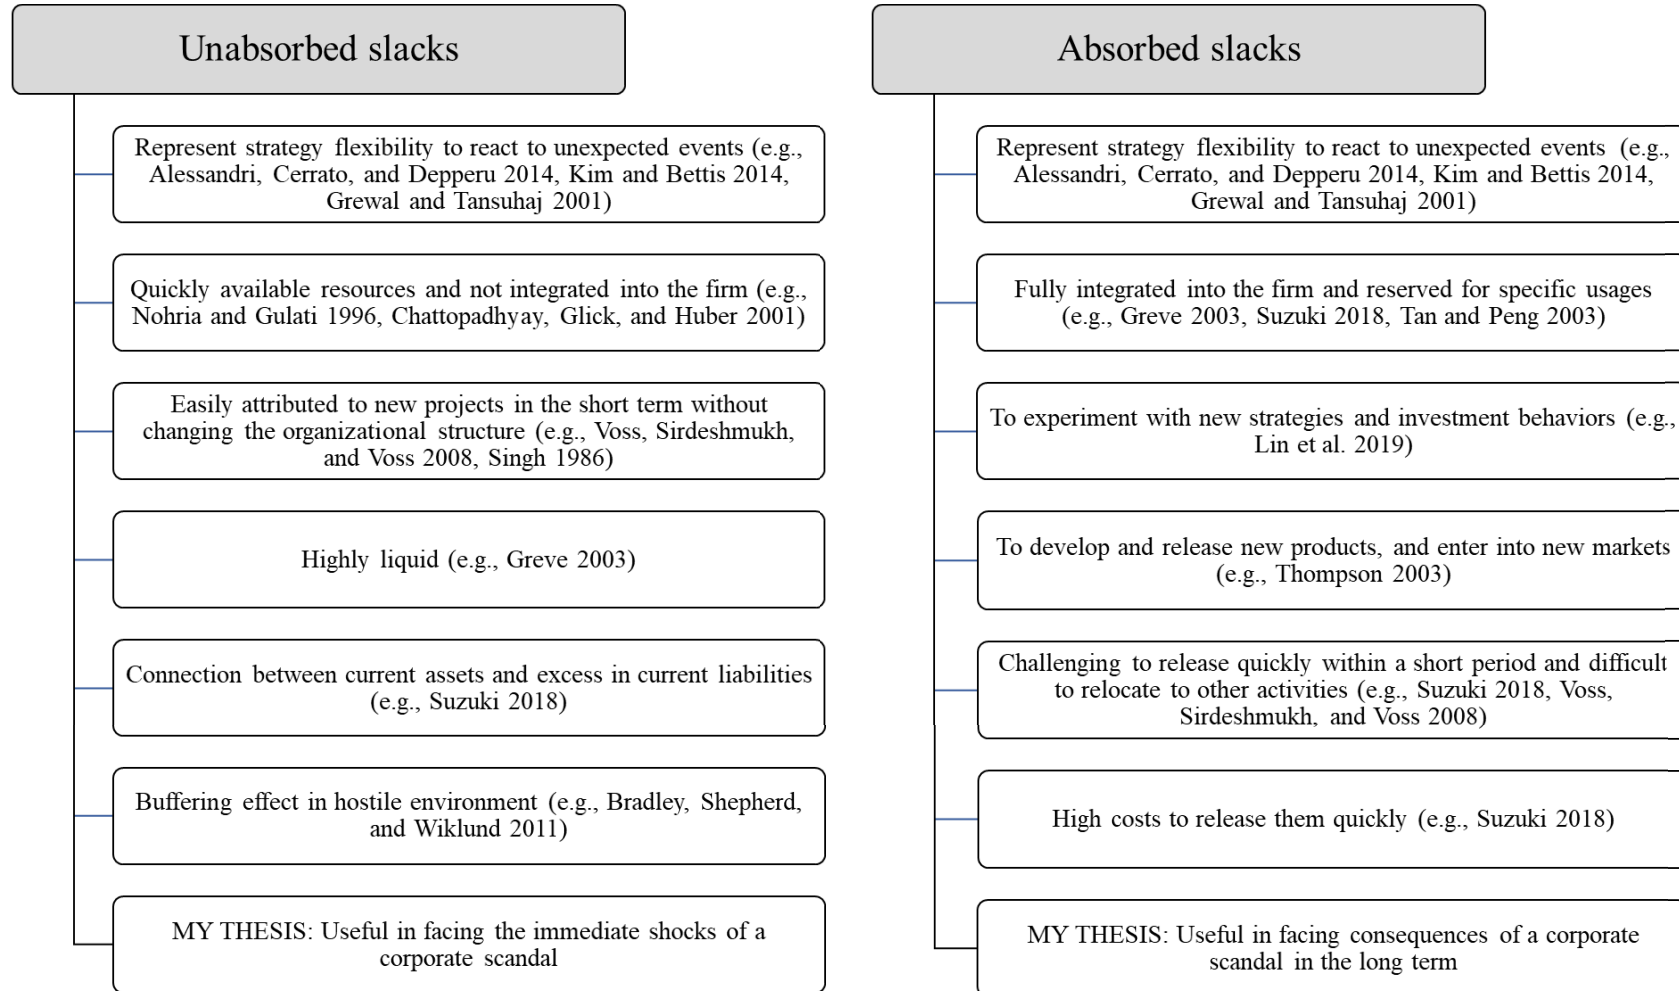 Unabsorbed slacks
Represent strategy flexibility to react to unexpected events (e.g.,
Alessandri, Cerrato, and Depperu 2014, Kim and Bettis 2014,
Grewal and Tansuhaj 2001)
Quickly available resources and not integrated into the firm (e.g.,
Nohria and Gulati 1996, Chattopadhyay, Glick, and Huber 2001)
Easily attributed to new projects in the short term without
changing the organizational structure (e.g., Voss, Sirdeshmukh,
and Voss 2008, Singh 1986)
Highly liquid (e.g., Greve 2003)
Connection between current assets and excess in current liabilities
(e.g., Suzuki 2018)
Buffering effect in hostile environment (e.g., Bradley, Shepherd,
and Wiklund 2011)
MY THESIS: Useful in facing the immediate shocks of a
corporate scandal
Absorbed slacks
Represent strategy flexibility to react to unexpected events (e.g.,
Alessandri, Cerrato, and Depperu 2014, Kim and Bettis 2014,
Grewal and Tansuhaj 2001)
Fully integrated into the firm and reserved for specific usages
(e.g., Greve 2003, Suzuki 2018, Tan and Peng 2003)
To experiment with new strategies and investment behaviors (e.g.,
Lin et al. 2019)
To develop and release new products, and enter into new markets
(e.g., Thompson 2003)
Challenging to release quickly within a short period and difficult
to relocate to other activities (e.g., Suzuki 2018, Voss,
Sirdeshmukh, and Voss 2008)
High costs to release them quickly (e.g., Suzuki 2018)
MY THESIS: Useful in facing consequences of a corporate
scandal in the long term